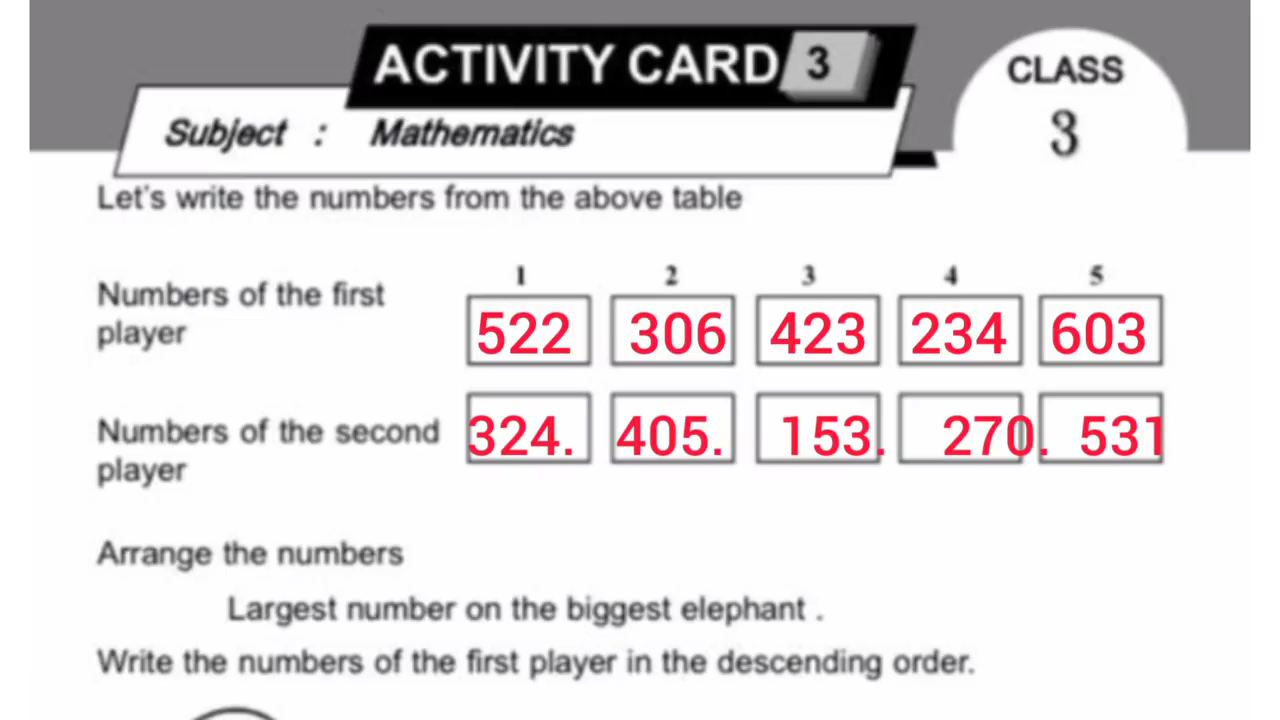 ACTIVITY CARD 3
CLASS
3
Subject : Mathematics
Let's write the numbers from the above table
1 2 3 4 5
Numbers of the first
player
522 306 423 234 603
Numbers of the second
player
324. 405. 153. 270. 531
Arrange the numbers
Largest number on the biggest elephant .
Write the numbers of the first player in the descending order.